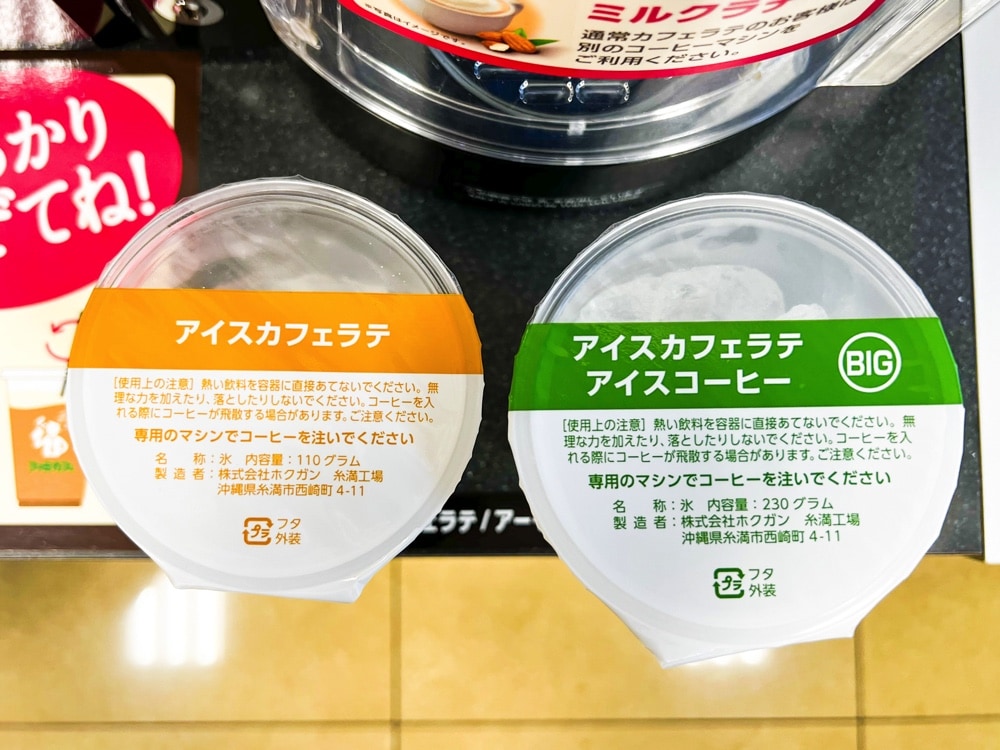 ※写真はイメージです。
ミルクラテ
通常カフェラテのお客様は
別のコーヒーマシンを
ご利用ください。
かり
てね!
アイスカフェラテ
[使用上の注意] 熱い飲料を容器に直接あてないでください。無
理な力を加えたり、落としたりしないでください。コーヒーを入
れる際にコーヒーが飛散する場合があります。ご注意ください。
専用のマシンでコーヒーを注いでください
名 称:氷 内容量:110グラム
製造者:株式会社ホクガン 糸満工場
沖縄県糸満市西崎町 4-11
プラ
フタ
外装
アイスカフェラテ
アイスコーヒー
BIG
[使用上の注意] 熱い飲料を容器に直接あてないでください。無
理な力を加えたり、落としたりしないでください。コーヒーを入
れる際にコーヒーが飛散する場合があります。ご注意ください。
専用のマシンでコーヒーを注いでください
名 称:氷 内容量:230グラム
製造者:株式会社ホクガン 糸満工場
沖縄県糸満市西崎町 4-11
プラ
フタ
外装
ェラテ/アー